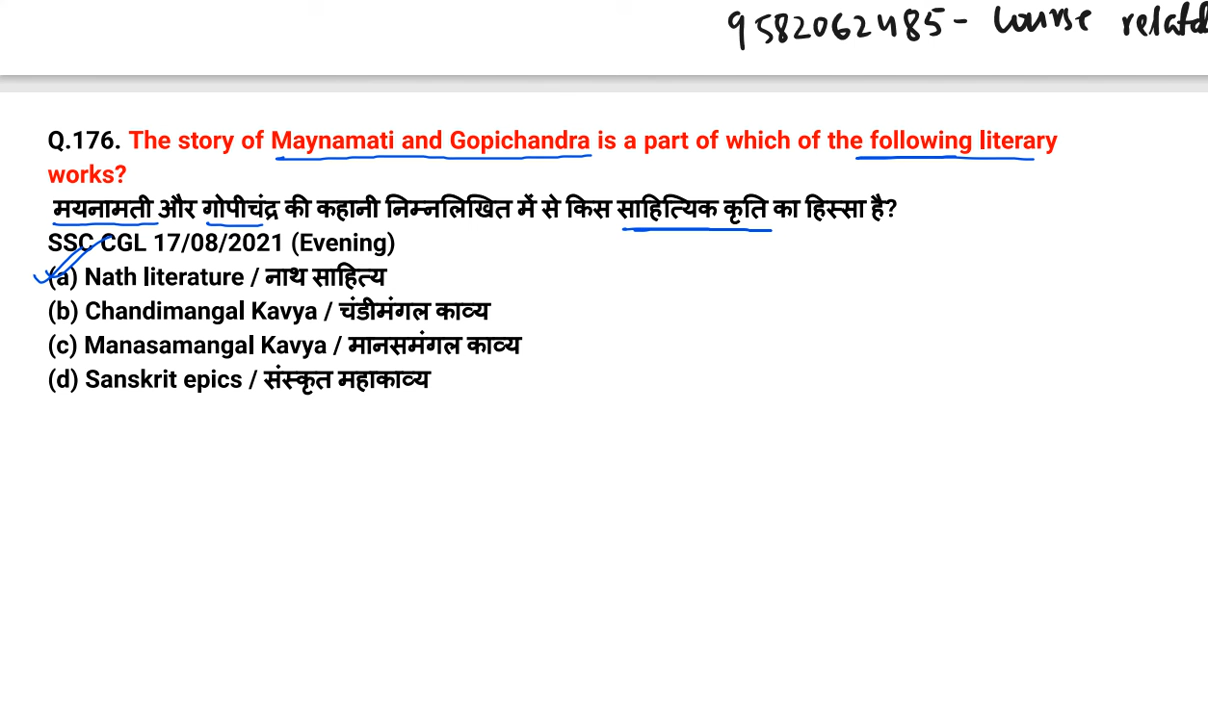 9582062485- Course related
Q.176. The story of Maynamati and Gopichandra is a part of which of the following literary
works?
मयनामती और गोपीचंद्र की कहानी निम्नलिखित में से किस साहित्यिक कृति का हिस्सा है?
SSC CGL 17/08/2021 (Evening)
(a) Nath literature / नाथ साहित्य
(b) Chandimangal Kavya / चंडीमंगल काव्य
(c) Manasamangal Kavya / मानसमंगल काव्य
(d) Sanskrit epics / संस्कृत महाकाव्य